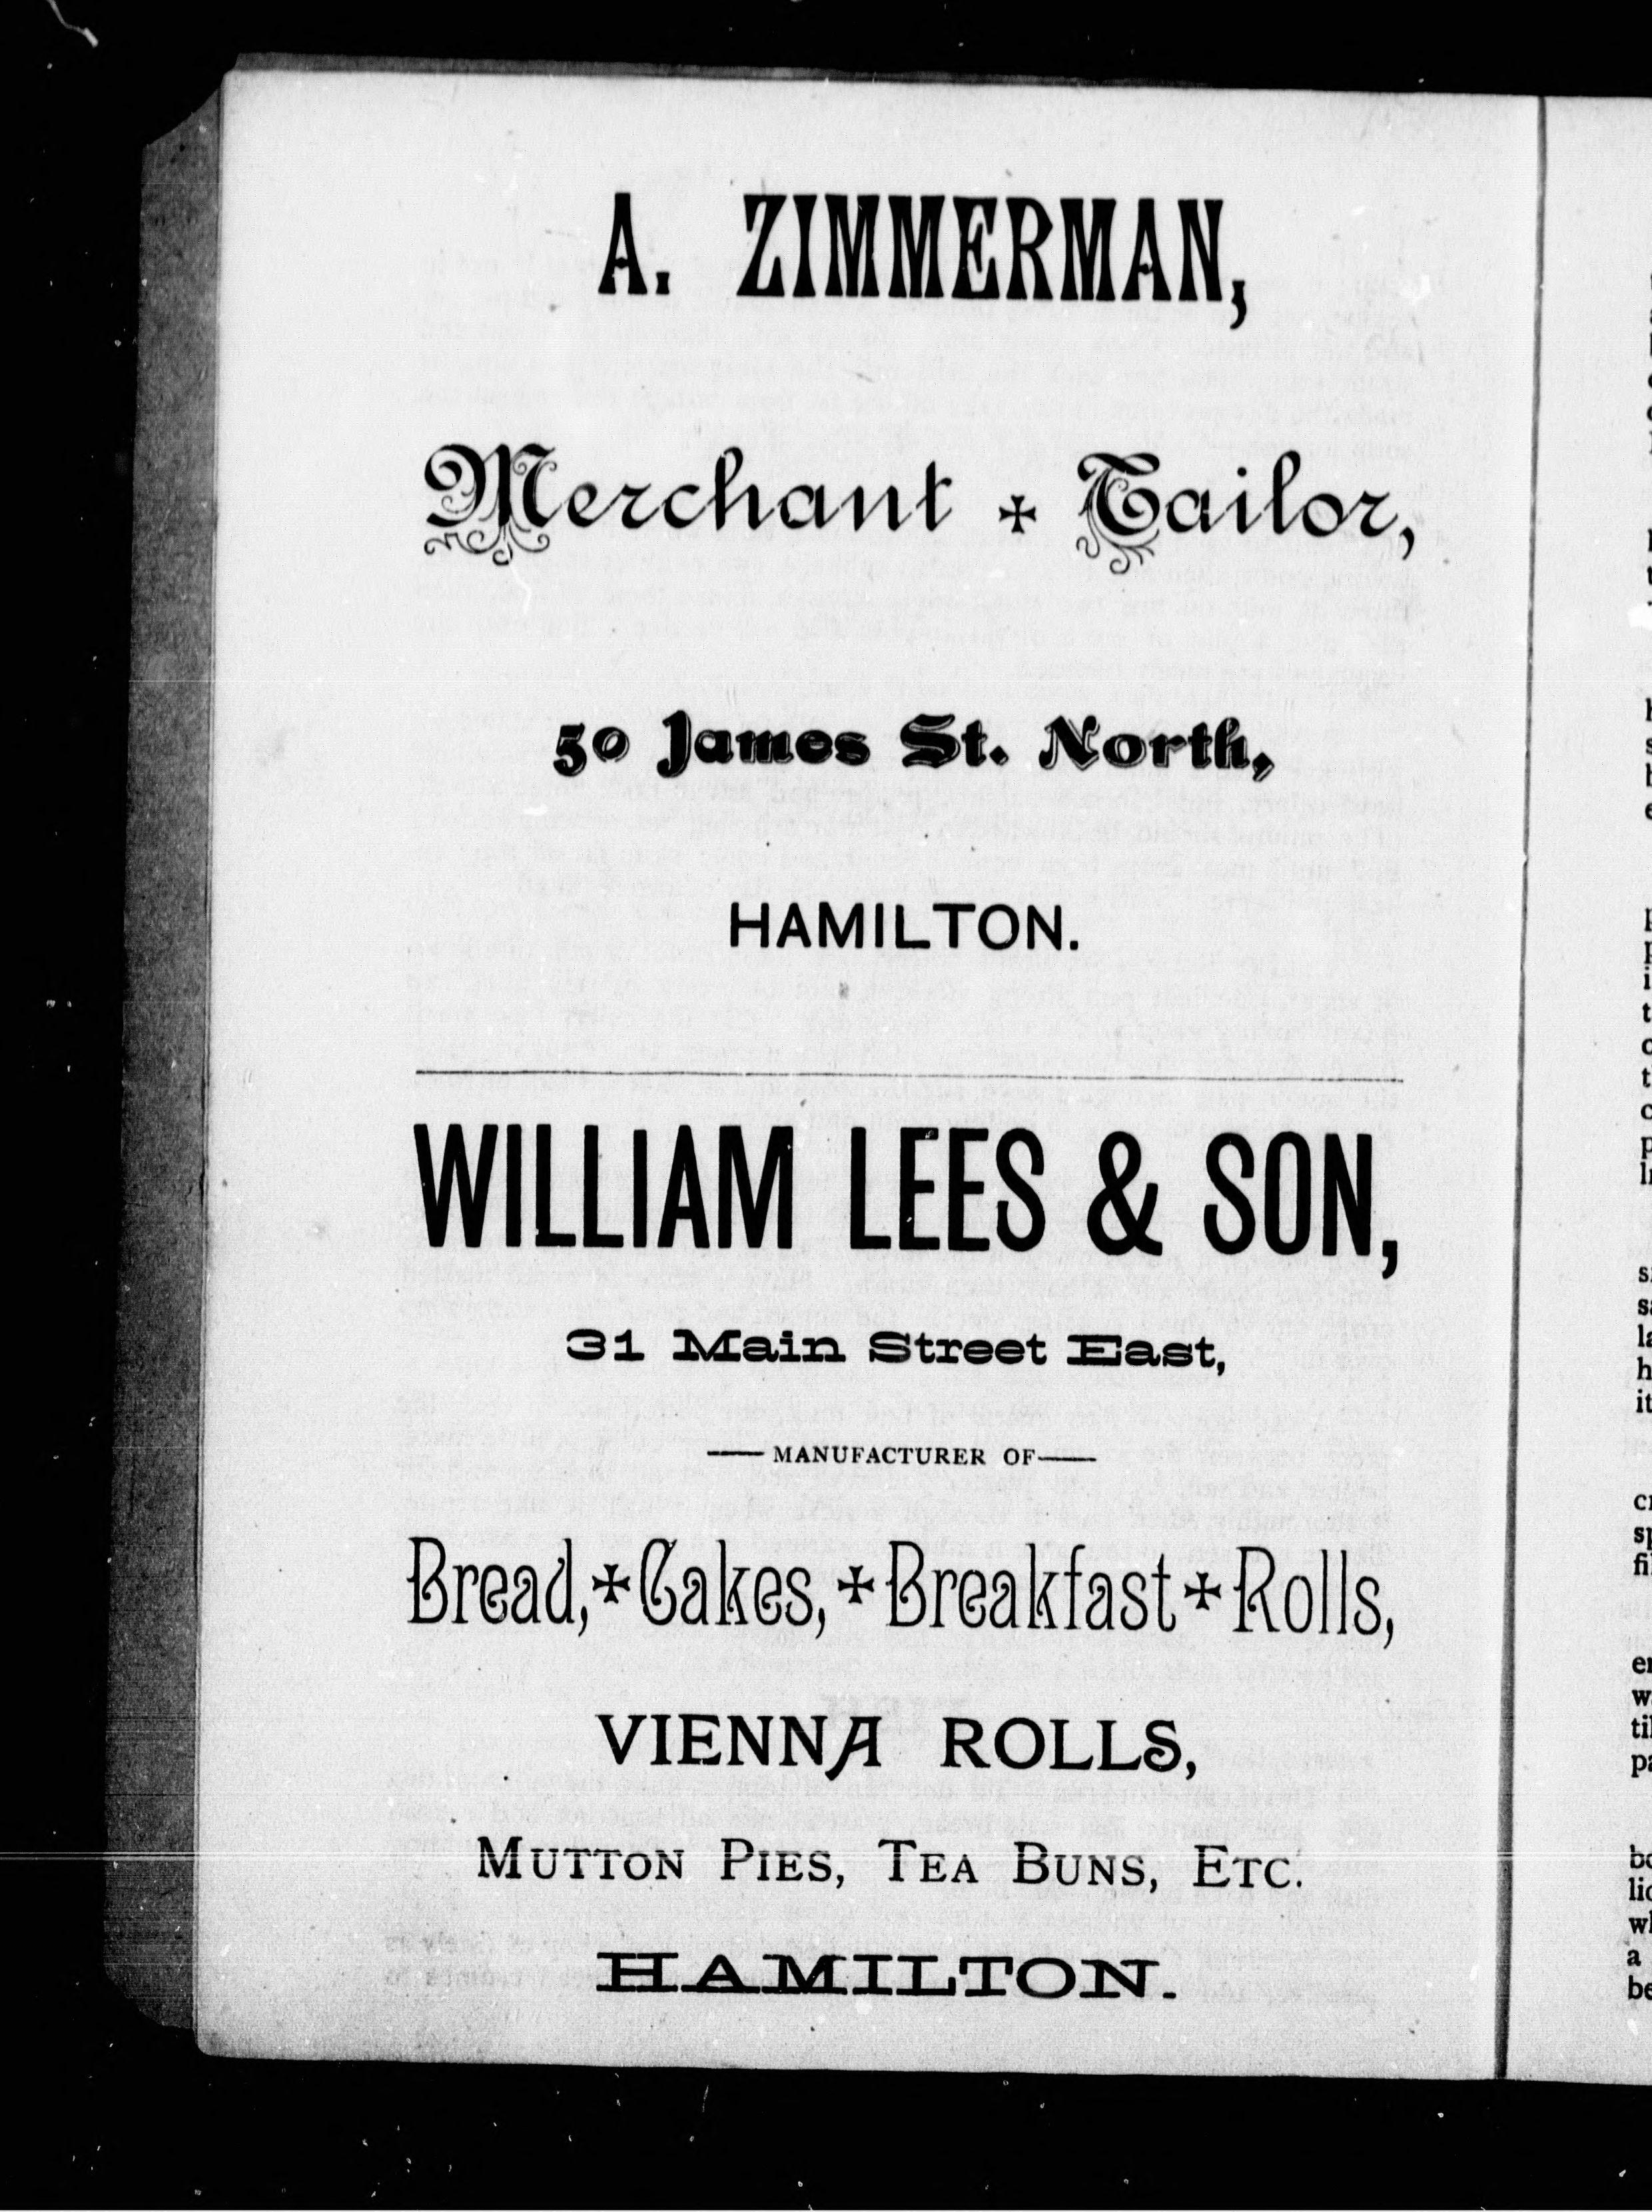 A. ZIMMERMAN,
Merchant ✠ Tailor,
50 James St. North,
HAMILTON.
WILLIAM LEES & SON,
31 Main Street East,
—MANUFACTURER OF—
Bread,✠Cakes,✠Breakfast✠Rolls,
VIENNA ROLLS,
MUTTON PIES, TEA BUNS, ETC.
HAMILTON.